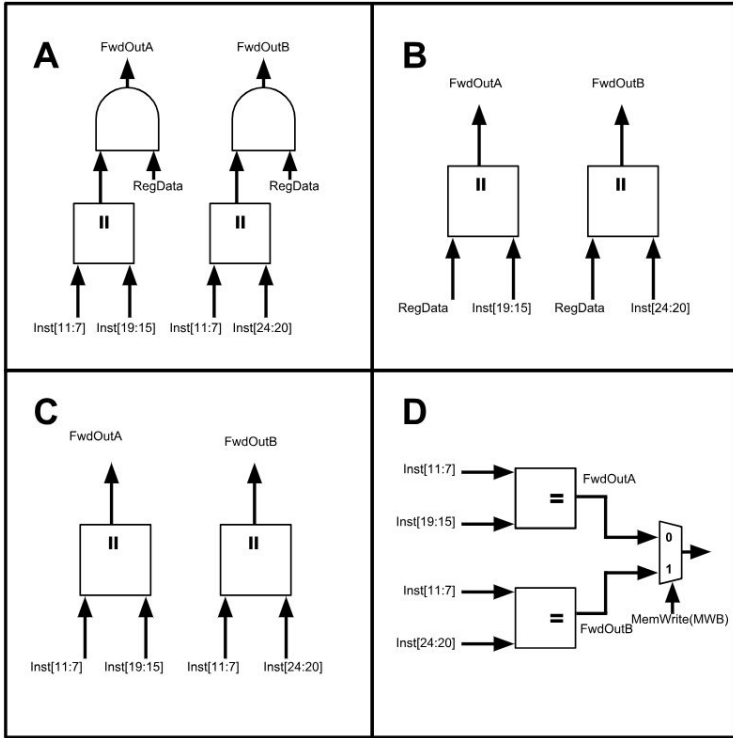 A
FwdOutA
FwdOutB
RegData
RegData
=
=
Inst[11:7]
Inst[19:15]
Inst[11:7]
Inst[24:20]
B
FwdOutA
FwdOutB
=
=
RegData
Inst[19:15]
RegData
Inst[24:20]
C
FwdOutA
FwdOutB
=
=
Inst[11:7]
Inst[19:15]
Inst[11:7]
Inst[24:20]
D
Inst[11:7]
FwdOutA
=
Inst[19:15]
0
1
Inst[11:7]
=
MemWrite(MWB)
FwdOutB
Inst[24:20]